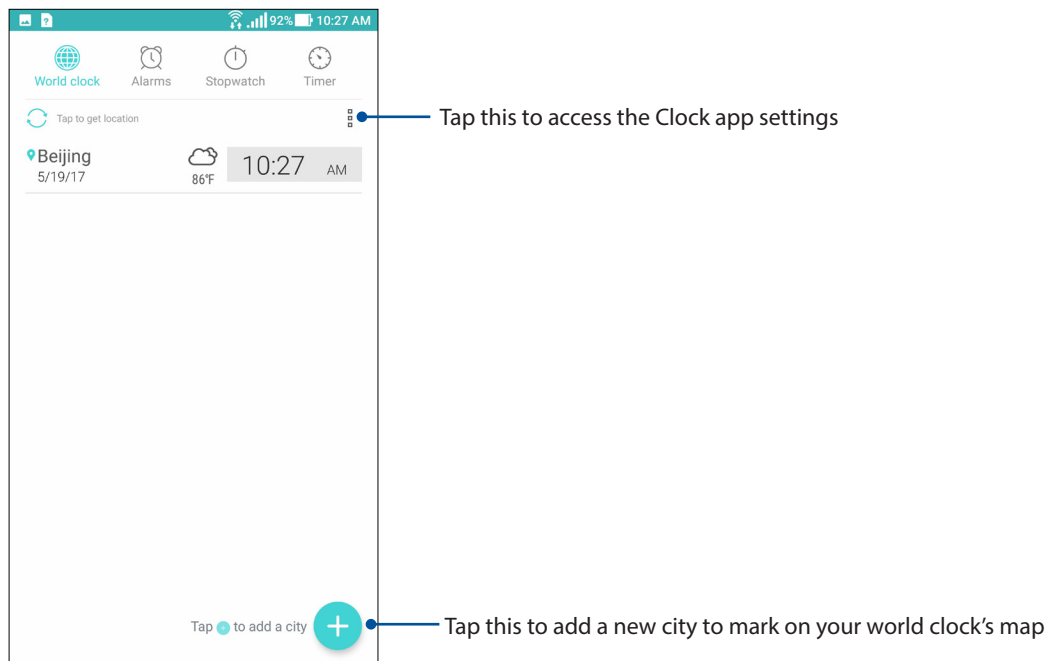 92% 10:27 AM
World clock Alarms Stopwatch Timer
Tap to get location
Tap this to access the Clock app settings
Beijing
5/19/17
86°F
10:27 AM
Tap + to add a city
Tap this to add a new city to mark on your world clock’s map